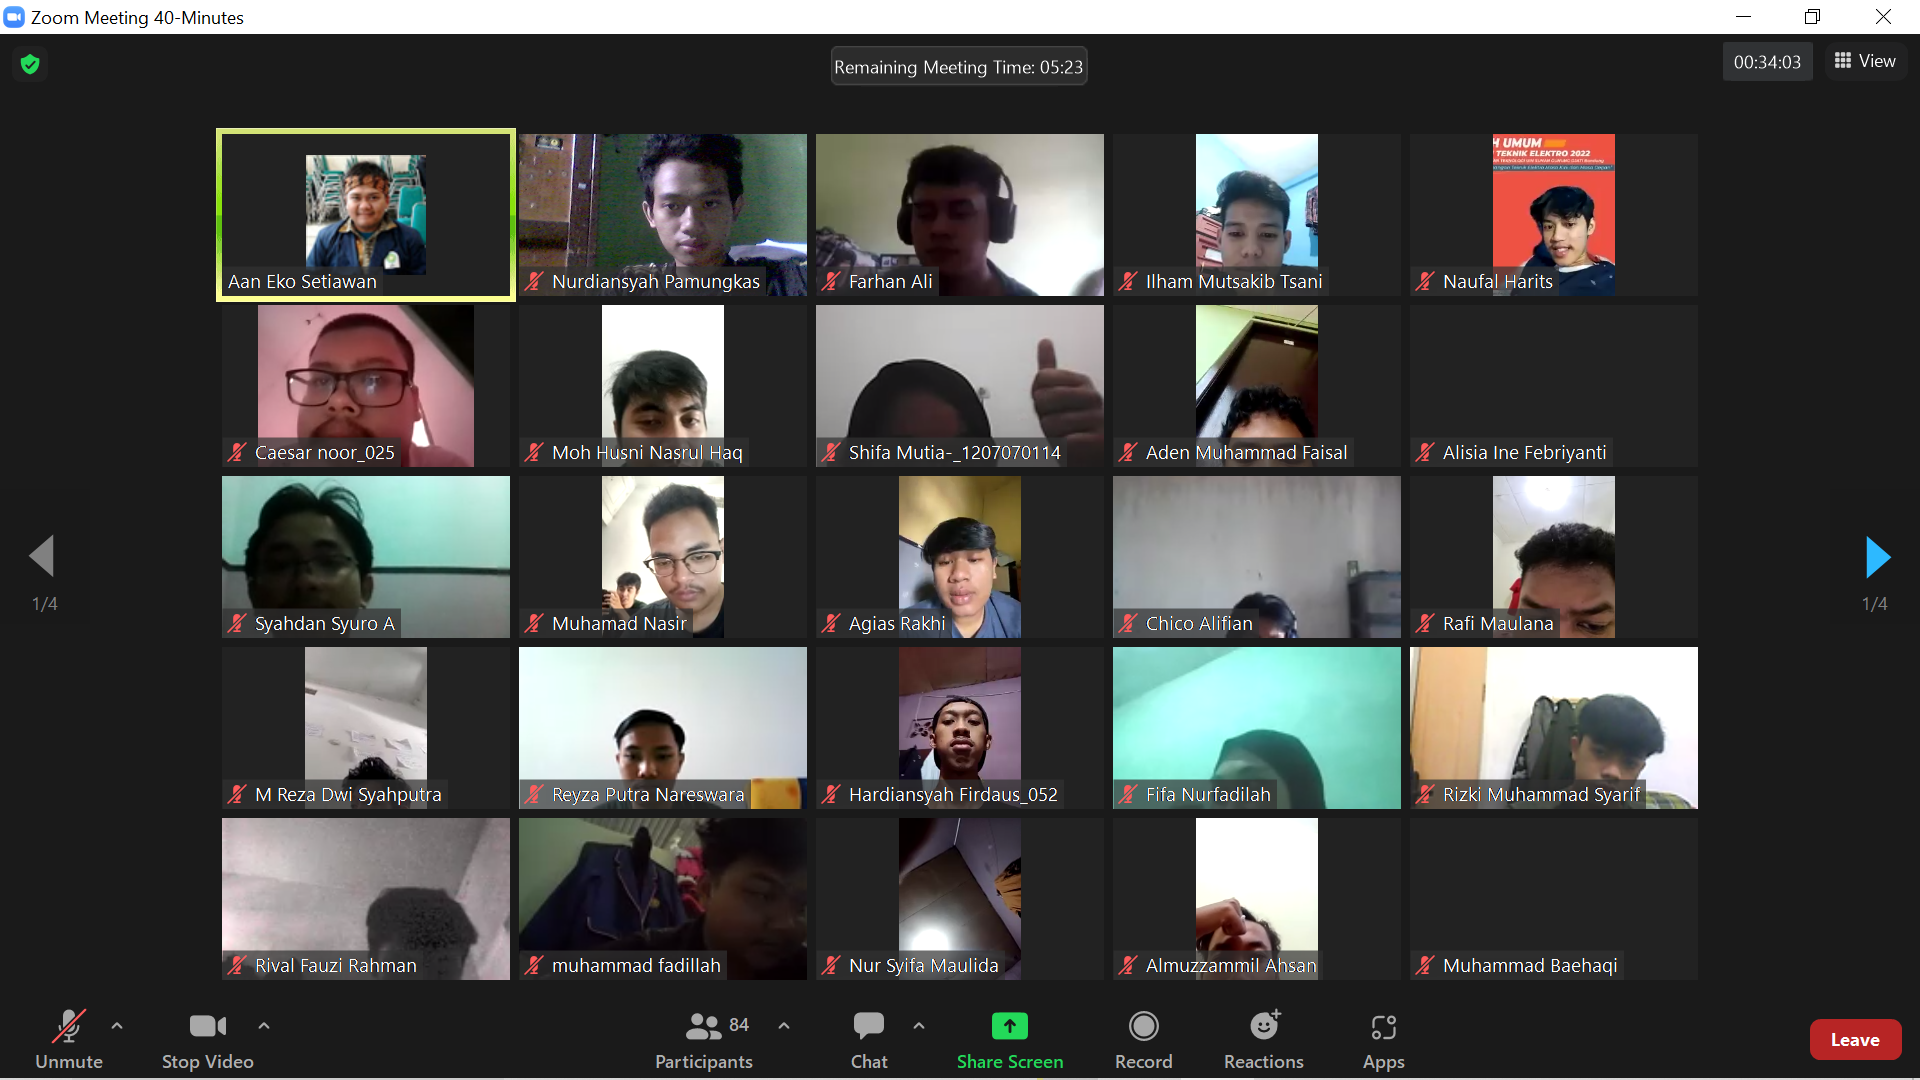 Zoom Meeting 40-Minutes
Remaining Meeting Time: 05:23
00:34:03
View
Aan Eko Setiawan
Nurdiansyah Pamungkas
Farhan Ali
Ilham Mutsakib Tsani
H UMUM
TEKNIK ELEKTRO 2022
Naufal Harits
Caesar noor_025
Moh Husni Nasrul Haq
Shifa Mutia-_1207070114
Aden Muhammad Faisal
Alisia Ine Febriyanti
1/4
Syahdan Syuro A
Muhamad Nasir
Agias Rakhi
Chico Alifian
Rafi Maulana
1/4
M Reza Dwi Syahputra
Reyza Putra Nareswara
Hardiansyah Firdaus_052
Fifa Nurfadilah
Rizki Muhammad Syarif
Rival Fauzi Rahman
muhammad fadillah
Nur Syifa Maulida
Almuzzammil Ahsan
Muhammad Baehaqi
Unmute
Stop Video
84
Participants
Chat
Share Screen
Record
Reactions
Apps
Leave